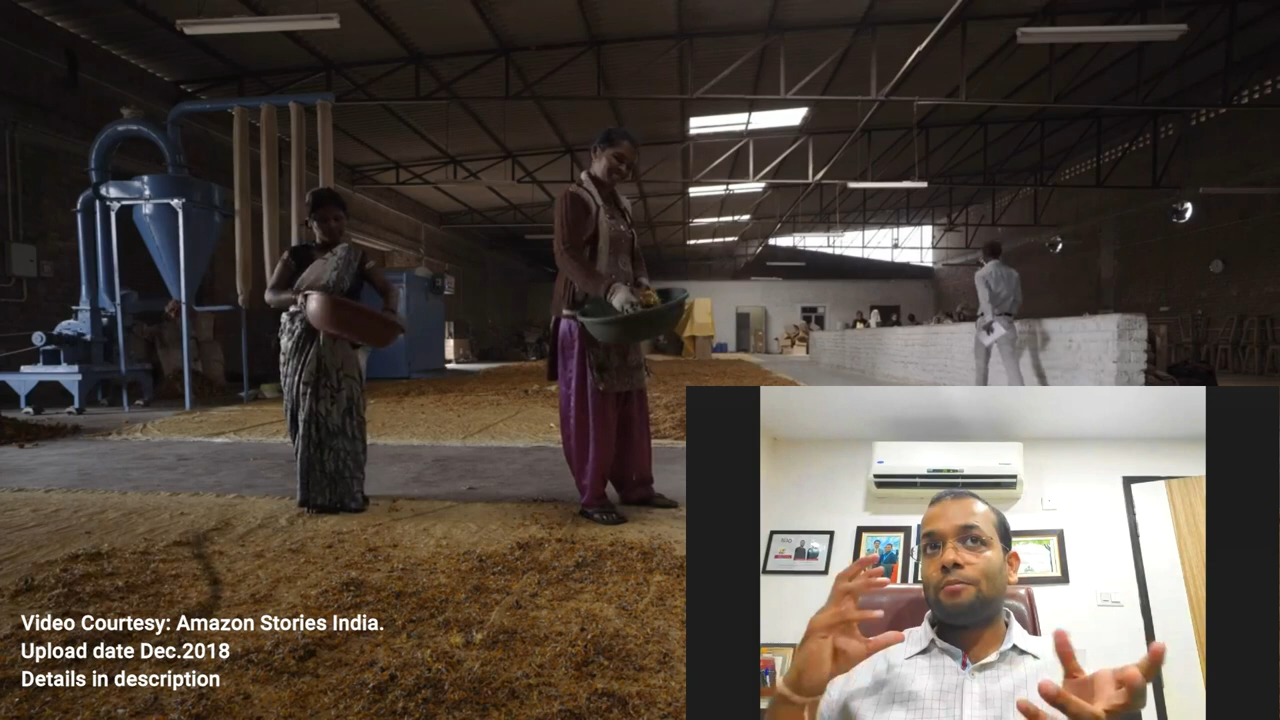 Video Courtesy: Amazon Stories India.
Upload date Dec.2018
Details in description